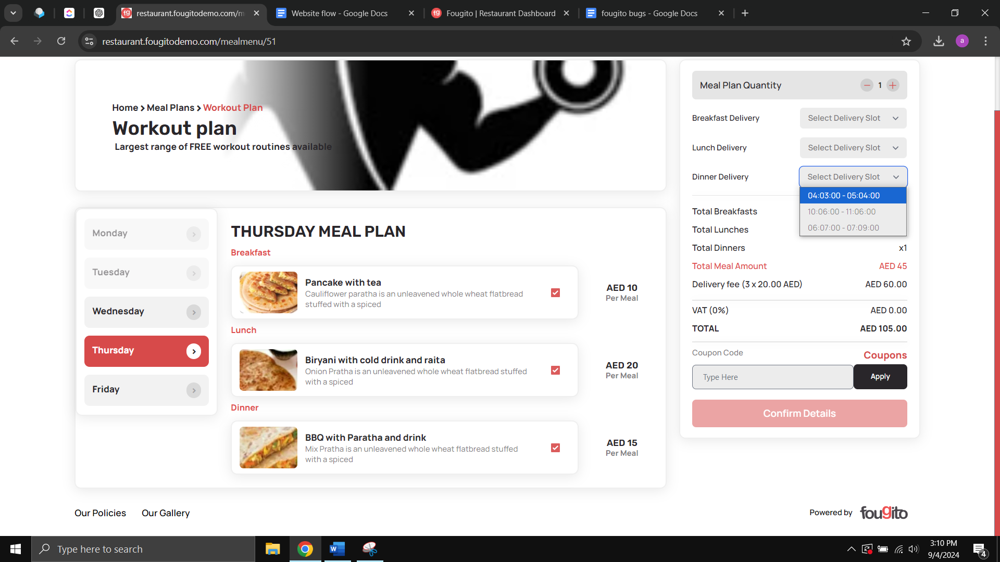 restaurant.fougitodemo.com/m
Website flow - Google Docs
Fougito | Restaurant Dashboard
fougito bugs - Google Docs
restaurant.fougitodemo.com/mealmenu/51
a
Home > Meal Plans > Workout Plan
Workout plan
Largest range of FREE workout routines available
Monday
Tuesday
Wednesday
Thursday
Friday
THURSDAY MEAL PLAN
Breakfast
Pancake with tea
Cauliflower paratha is an unleavened whole wheat flatbread
stuffed with a spiced
AED 10
Per Meal
Lunch
Biryani with cold drink and raita
Onion Pratha is an unleavened whole wheat flatbread stuffed
with a spiced
AED 20
Per Meal
Dinner
BBQ with Paratha and drink
Mix Pratha is an unleavened whole wheat flatbread stuffed
with a spiced
AED 15
Per Meal
Meal Plan Quantity
1
Breakfast Delivery Select Delivery Slot
Lunch Delivery Select Delivery Slot
Dinner Delivery Select Delivery Slot
04:03:00 - 05:04:00
10:06:00 - 11:06:00
06:07:00 - 07:09:00
Total Breakfasts
Total Lunches
Total Dinners x1
Total Meal Amount AED 45
Delivery fee (3 x 20.00 AED) AED 60.00
VAT (0%) AED 0.00
TOTAL AED 105.00
Coupon Code Coupons
Type Here Apply
Confirm Details
Our Policies Our Gallery
Powered by fougito
Type here to search
3:10 PM
9/4/2024
4